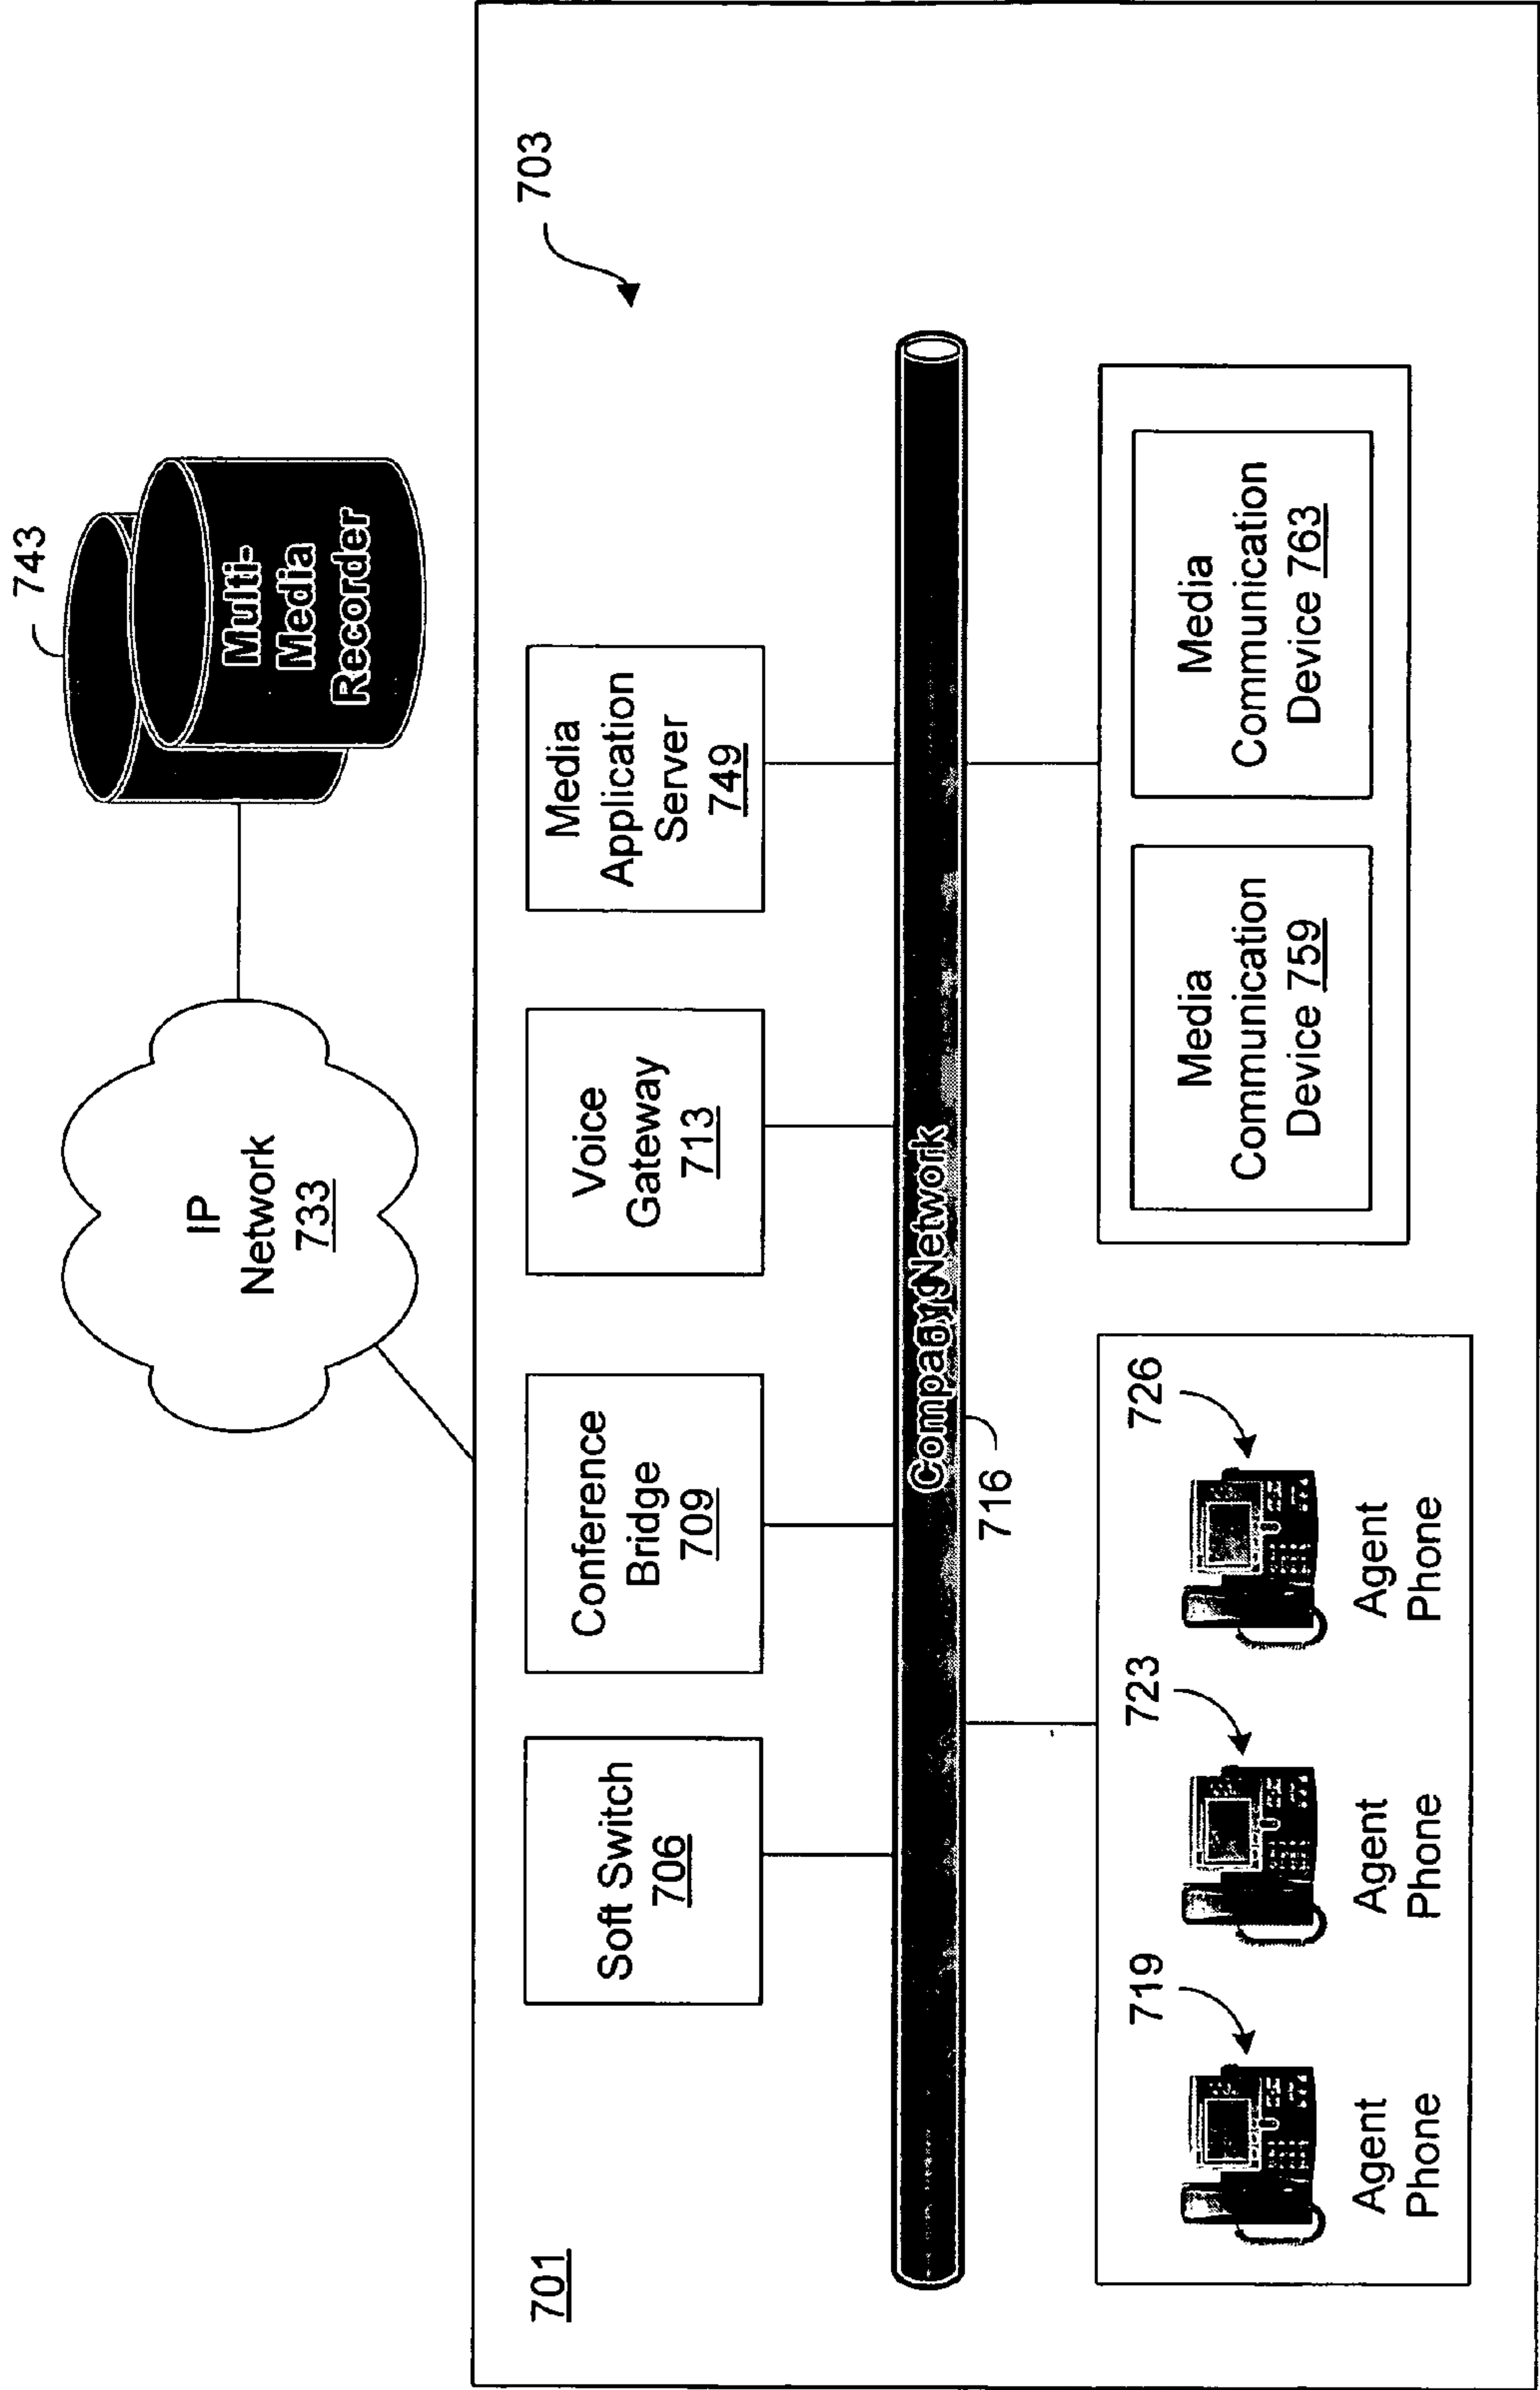 743
IP
Network
733
Multi-
Media
Recorder
701
703
Soft Switch
706
Conference
Bridge
709
Voice
Gateway
713
Media
Application
Server
749
Company Network
716
719
723
726
Agent
Phone
Agent
Phone
Agent
Phone
Media
Communication
Device 759
Media
Communication
Device 763